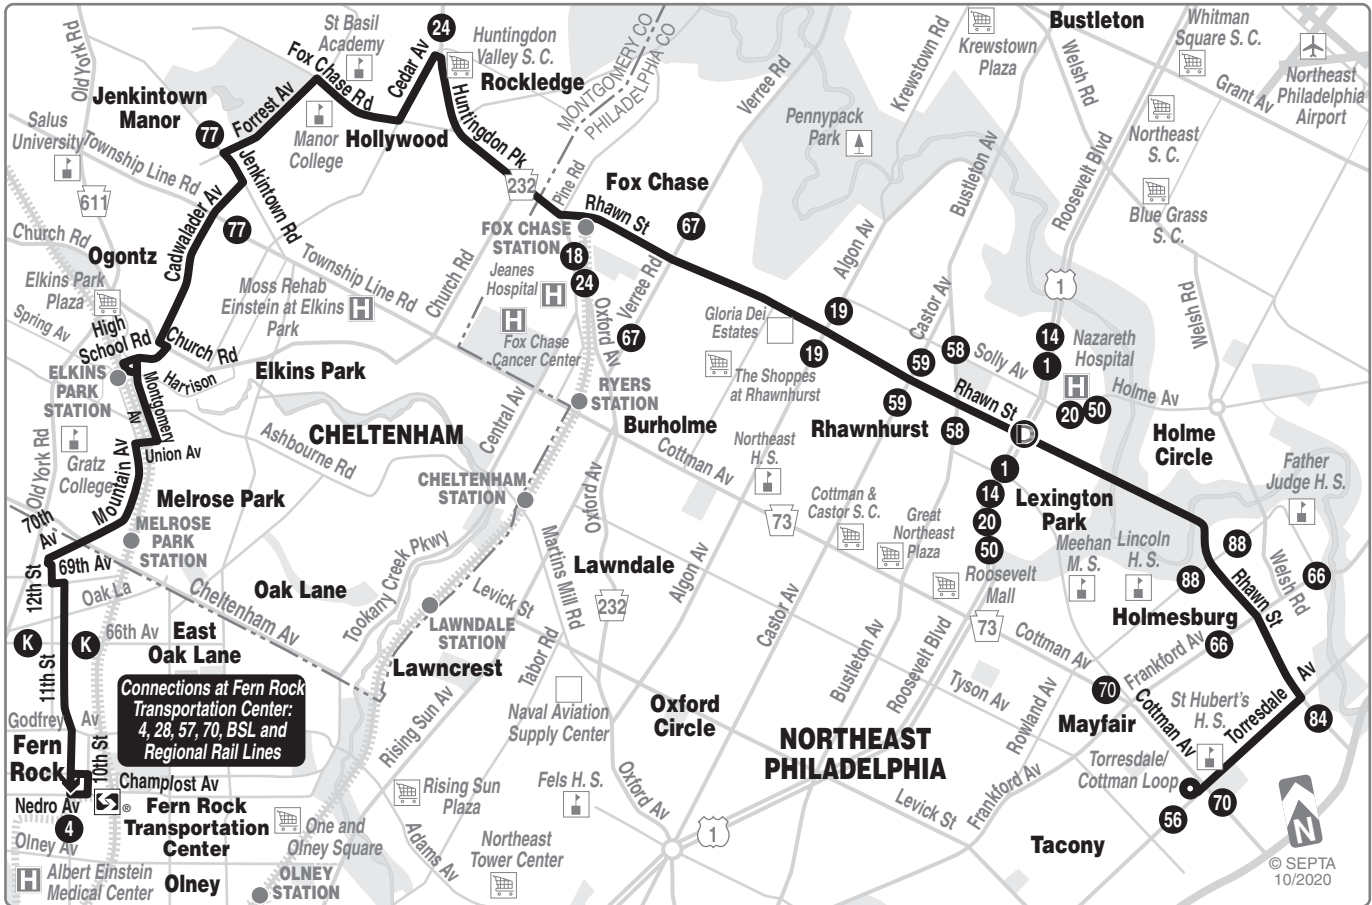 24
St Basil
Academy
Fox Chase Rd
Cedar Av
Huntingdon
Valley S. C.
Rockledge
MONTGOMERY CO
PHILADELPHIA CO
Krewstown Rd
Krewstown
Plaza
Bustleton
Welsh Rd
Whitman
Square S. C.
Northeast
Philadelphia
Airport
Grant Av
Old York Rd
Jenkintown
Manor
Forrest Av
77
Manor
College
Hollywood
Huntingdon Pk
Verree Rd
Pennypack
Park
Northeast
S. C.
Salus
University
Township Line Rd
Jenkintown Rd
232
Pine Rd
Fox Chase
Bustleton Av
Roosevelt Blvd
611
Cadwalader Av
77
Rhawn St
67
Blue Grass
S. C.
Church Rd
Ogontz
FOX CHASE
STATION
18
24
Algon Av
Elkins Park
Plaza
Moss Rehab
Einstein at Elkins
Park
Township Line Rd
Church Rd
Jeanes
Hospital
Verree Rd
1
Welsh Rd
Spring Av
High
School Rd
Church Rd
Fox Chase
Cancer Center
Oxford Av
67
Gloria Dei
Estates
19
19
Castor Av
59
58
Solly Av
14
1
Nazareth
Hospital
ELKINS
PARK
STATION
Harrison
Elkins Park
RYERS
STATION
The Shoppes
at Rhawnhurst
59
Rhawn St
20
50
Holme Av
Montgomery
Av
Central Av
Burholme
Rhawnhurst
58
D
Holme
Circle
Old York Rd
Gratz
College
Union Av
CHELTENHAM
Ashbourne Rd
Cottman Av
Northeast
H. S.
1
Father
Judge H. S.
Mountain Av
Melrose Park
CHELTENHAM
STATION
Oxford Av
73
Cottman &
Castor S. C.
14
Lexington
Park
70th
Av
MELROSE
PARK
STATION
Great
Northeast
Plaza
20
50
Meehan
M. S.
Lincoln
H. S.
88
69th Av
12th St
Oak La
Cheltenham Av
Oak Lane
Tookany Creek Pkwy
Martins Mill Rd
Lawndale
Algon Av
Roosevelt
Mall
88
Rhawn St
Welsh Rd
66
Levick St
232
Castor Av
73
Holmesburg
K
K
66th Av
East
Oak Lane
LAWNDALE
STATION
Lawncrest
Tabor Rd
Bustleton Av
Roosevelt Blvd
Cottman Av
Frankford Av
66
11th St
Connections at Fern Rock
Transportation Center:
4, 28, 57, 70, BSL and
Regional Rail Lines
Rising Sun Av
Naval Aviation
Supply Center
Oxford
Circle
Tyson Av
Rowland Av
70
Mayfair
Cottman Av
St Hubert's
H. S.
Torresdale Av
84
Godfrey Av
Fern
Rock
10th St
NORTHEAST
PHILADELPHIA
Torresdale/
Cottman Loop
Champlost Av
Rising Sun
Plaza
Fels H. S.
Oxford Av
Levick St
Frankford Av
56
70
Nedro Av
®
Fern Rock
Transportation
Center
4
One and
Olney Square
Adams Av
Northeast
Tower Center
1
Tacony
N
Olney Av
Albert Einstein
Medical Center
Olney
OLNEY
STATION
© SEPTA
10/2020